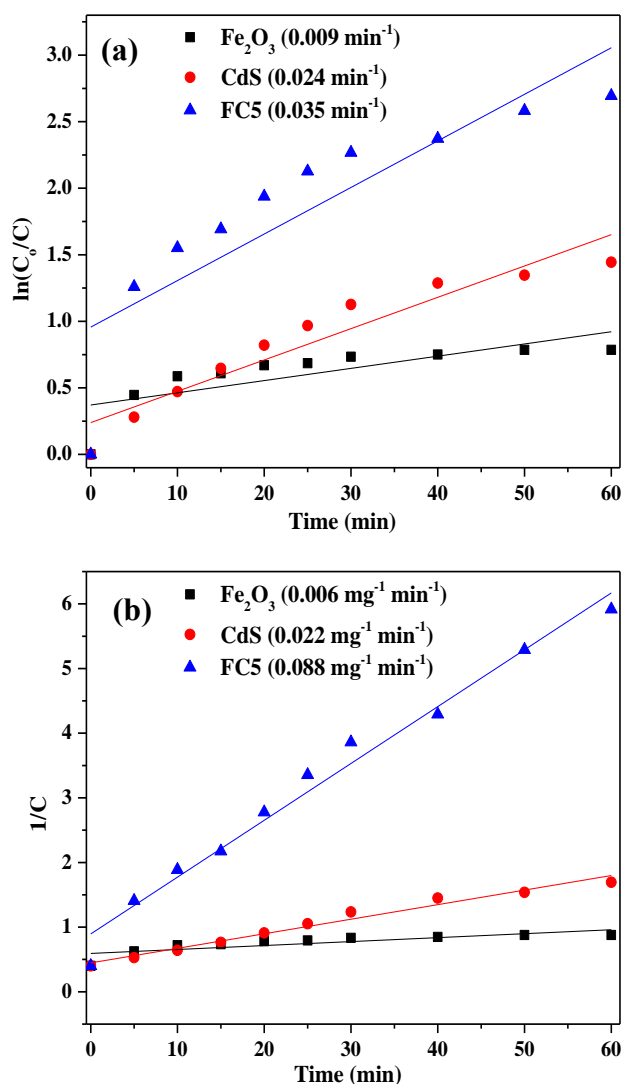 (a)
Fe₂O₃ (0.009 min⁻¹)
CdS (0.024 min⁻¹)
FC5 (0.035 min⁻¹)
3.0
2.5
2.0
1.5
1.0
0.5
0.0
ln(Cₒ/C)
0 10 20 30 40 50 60
Time (min)
(b)
Fe₂O₃ (0.006 mg⁻¹ min⁻¹)
CdS (0.022 mg⁻¹ min⁻¹)
FC5 (0.088 mg⁻¹ min⁻¹)
6
5
4
3
2
1
0
1/C
0 10 20 30 40 50 60
Time (min)